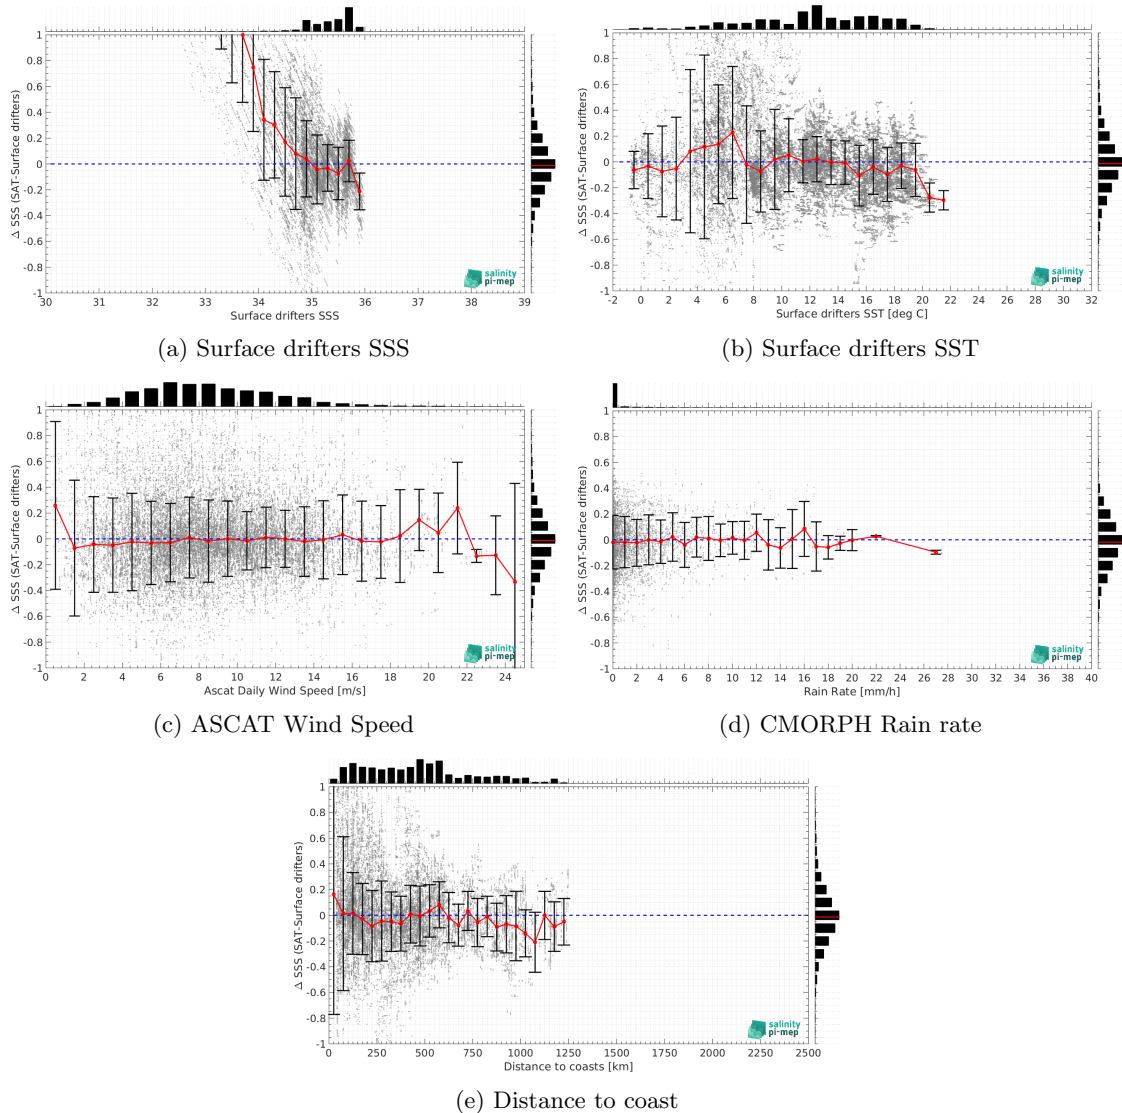 Δ SSS (SAT-Surface drifters)
1
0.8
0.6
0.4
0.2
0
-0.2
-0.4
-0.6
-0.8
-1
30 31 32 33 34 35 36 37 38 39
Surface drifters SSS
salinity
pi-mep
(a) Surface drifters SSS
Δ SSS (SAT-Surface drifters)
1
0.8
0.6
0.4
0.2
0
-0.2
-0.4
-0.6
-0.8
-1
-2 0 2 4 6 8 10 12 14 16 18 20 22 24 26 28 30 32
Surface drifters SST [deg C]
salinity
pi-mep
(b) Surface drifters SST
Δ SSS (SAT-Surface drifters)
1
0.8
0.6
0.4
0.2
0
-0.2
-0.4
-0.6
-0.8
-1
0 2 4 6 8 10 12 14 16 18 20 22 24
Ascat Daily Wind Speed [m/s]
salinity
pi-mep
(c) ASCAT Wind Speed
Δ SSS (SAT-Surface drifters)
1
0.8
0.6
0.4
0.2
0
-0.2
-0.4
-0.6
-0.8
-1
0 2 4 6 8 10 12 14 16 18 20 22 24 26 28 30 32 34 36 38 40
Rain Rate [mm/h]
salinity
pi-mep
(d) CMORPH Rain rate
Δ SSS (SAT-Surface drifters)
1
0.8
0.6
0.4
0.2
0
-0.2
-0.4
-0.6
-0.8
-1
0 250 500 750 1000 1250 1500 1750 2000 2250 2500
Distance to coasts [km]
salinity
pi-mep
(e) Distance to coast